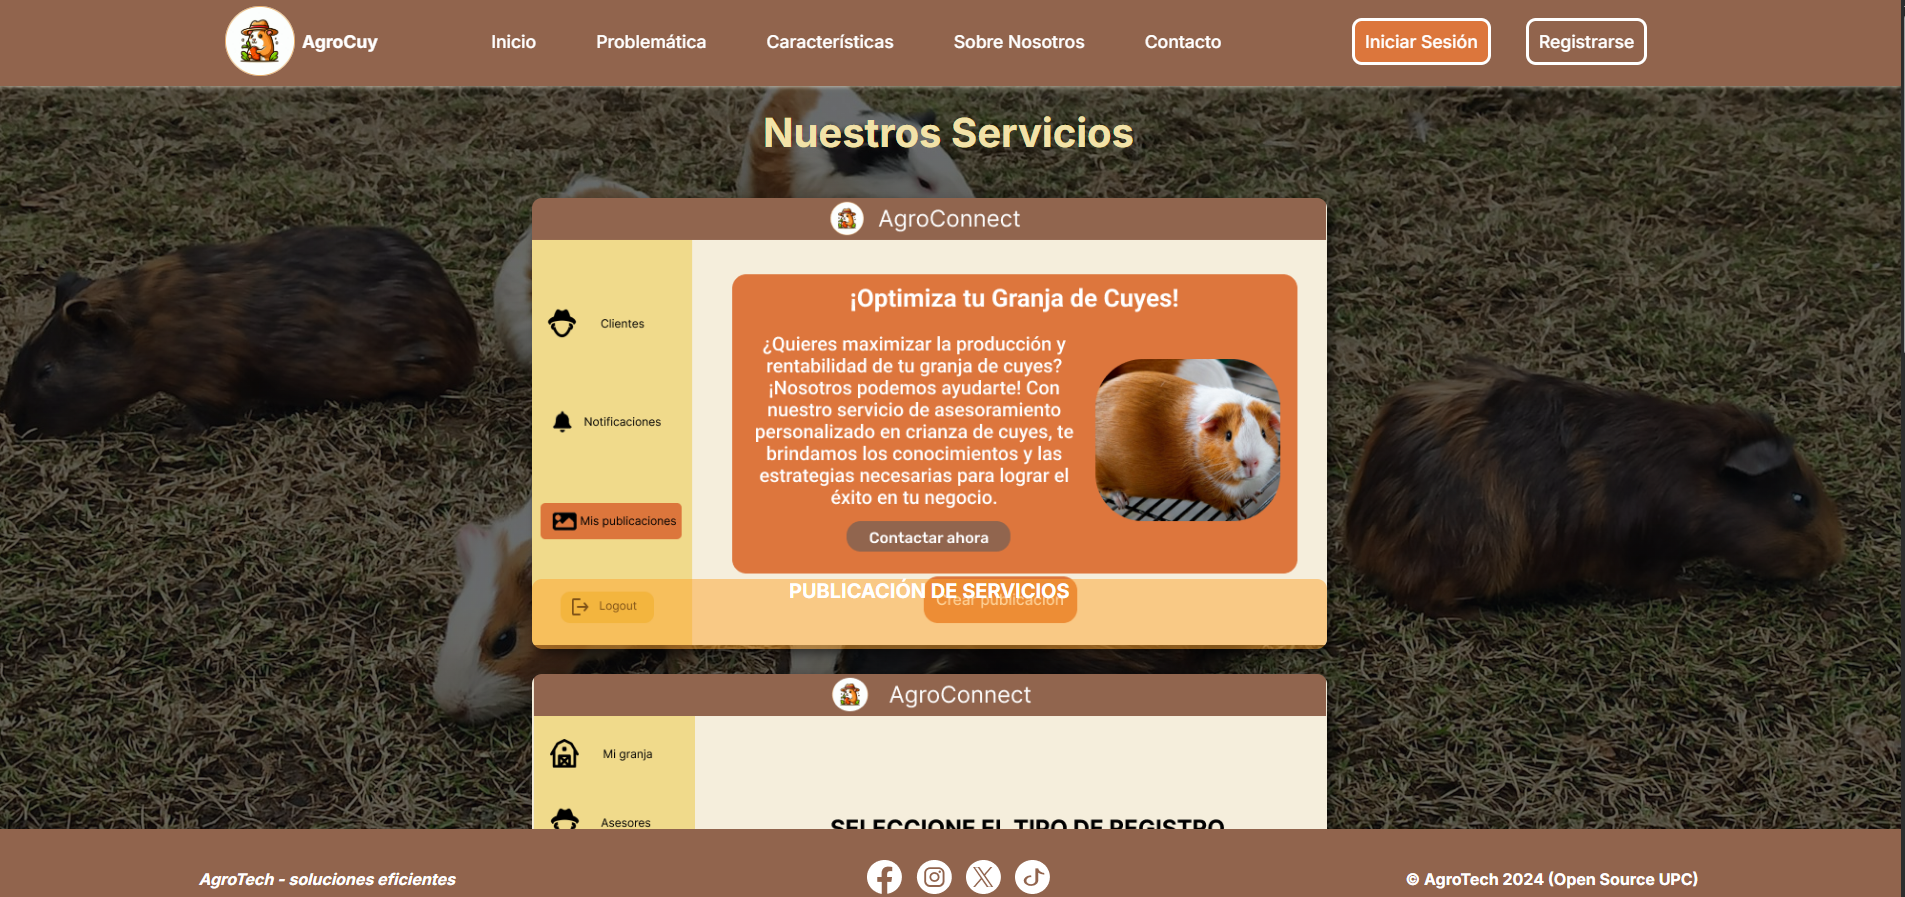 AgroCuy
Inicio
Problemática
Características
Sobre Nosotros
Contacto
Iniciar Sesión
Registrarse
Nuestros Servicios
AgroConnect
Clientes
Notificaciones
Mis publicaciones
Logout
¡Optimiza tu Granja de Cuyes!
¿Quieres maximizar la producción y
rentabilidad de tu granja de cuyes?
¡Nosotros podemos ayudarte! Con
nuestro servicio de asesoramiento
personalizado en crianza de cuyes, te
brindamos los conocimientos y las
estrategias necesarias para lograr el
éxito en tu negocio.
Contactar ahora
PUBLICACIÓN DE SERVICIOS
Crear publicación
AgroConnect
Mi granja
Asesores
SELECCIONE EL TIPO DE REGISTRO
AgroTech - soluciones eficientes
© AgroTech 2024 (Open Source UPC)